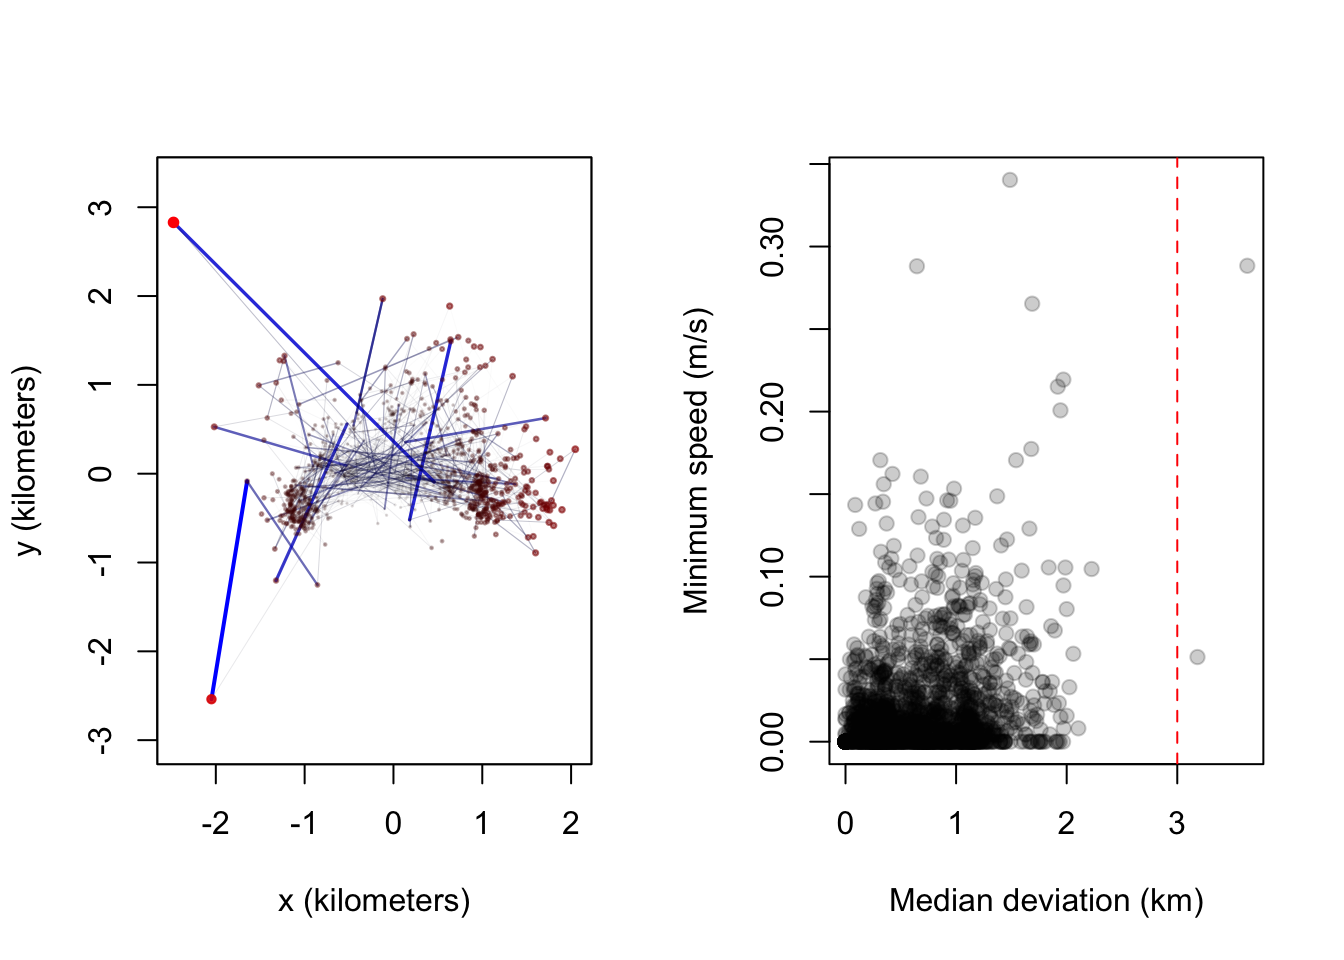 3
2
1
0
-1
-2
-3
y (kilometers)
-2 -1 0 1 2
x (kilometers)
0.30
0.20
0.10
0.00
Minimum speed (m/s)
0 1 2 3
Median deviation (km)